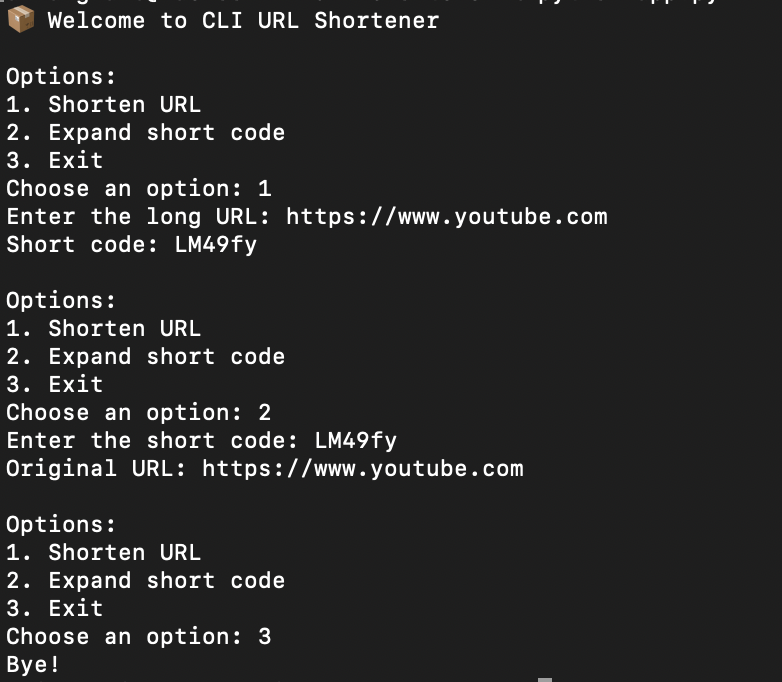 📦 Welcome to CLI URL Shortener
Options:
1. Shorten URL
2. Expand short code
3. Exit
Choose an option: 1
Enter the long URL: https://www.youtube.com
Short code: LM49fy
Options:
1. Shorten URL
2. Expand short code
3. Exit
Choose an option: 2
Enter the short code: LM49fy
Original URL: https://www.youtube.com
Options:
1. Shorten URL
2. Expand short code
3. Exit
Choose an option: 3
Bye!